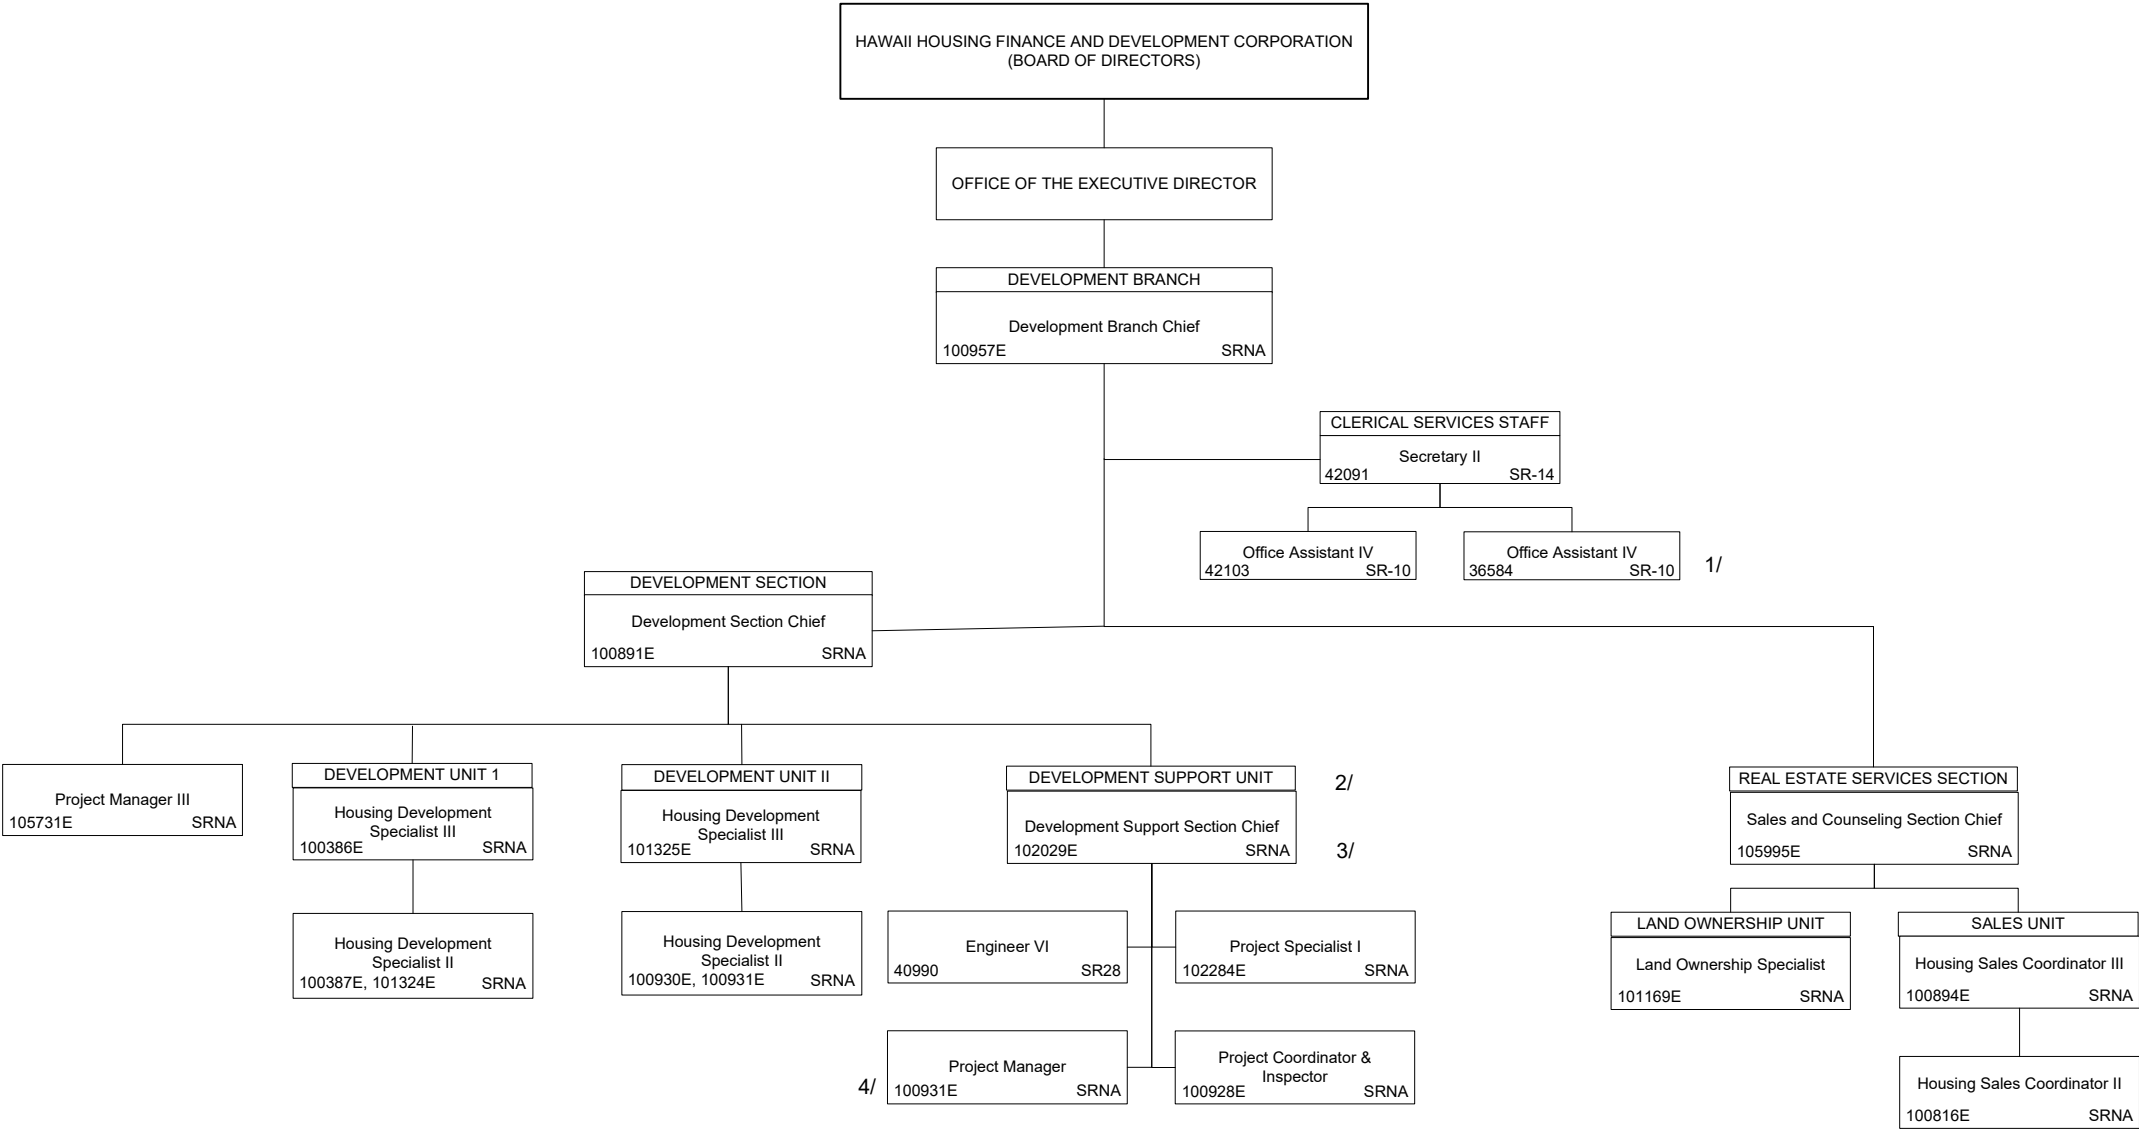 HAWAII HOUSING FINANCE AND DEVELOPMENT CORPORATION
(BOARD OF DIRECTORS)
OFFICE OF THE EXECUTIVE DIRECTOR
DEVELOPMENT BRANCH
Development Branch Chief
100957E SRNA
CLERICAL SERVICES STAFF
Secretary II
42091 SR-14
Office Assistant IV
42103 SR-10
Office Assistant IV
36584 SR-10
1/
DEVELOPMENT SECTION
Development Section Chief
100891E SRNA
Project Manager III
105731E SRNA
DEVELOPMENT UNIT 1
Housing Development
Specialist III
100386E SRNA
Housing Development
Specialist II
100387E, 101324E SRNA
DEVELOPMENT UNIT II
Housing Development
Specialist III
101325E SRNA
Housing Development
Specialist II
100930E, 100931E SRNA
DEVELOPMENT SUPPORT UNIT
2/
Development Support Section Chief
102029E SRNA
3/
Engineer VI
40990 SR28
Project Specialist I
102284E SRNA
4/
Project Manager
100931E SRNA
Project Coordinator &
Inspector
100928E SRNA
REAL ESTATE SERVICES SECTION
Sales and Counseling Section Chief
105995E SRNA
LAND OWNERSHIP UNIT
Land Ownership Specialist
101169E SRNA
SALES UNIT
Housing Sales Coordinator III
100894E SRNA
Housing Sales Coordinator II
100816E SRNA